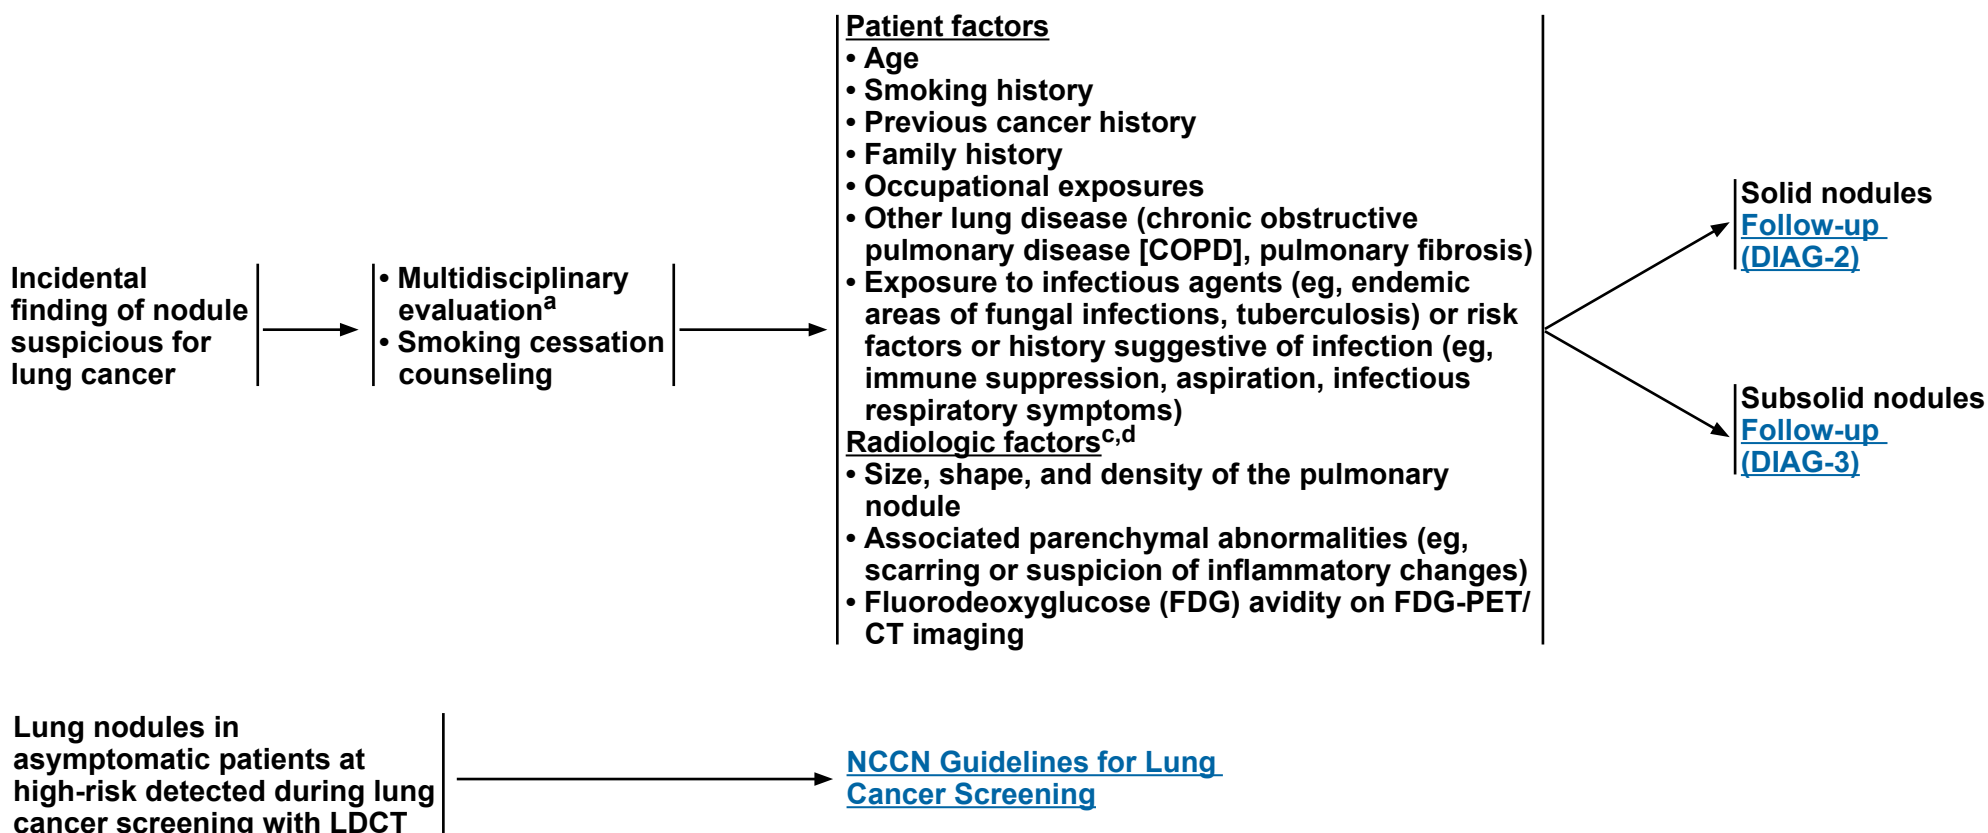 Incidental
finding of nodule
suspicious for
lung cancer
• Multidisciplinary
evaluationa
• Smoking cessation
counseling
Patient factors
• Age
• Smoking history
• Previous cancer history
• Family history
• Occupational exposures
• Other lung disease (chronic obstructive
pulmonary disease [COPD], pulmonary fibrosis)
• Exposure to infectious agents (eg, endemic
areas of fungal infections, tuberculosis) or risk
factors or history suggestive of infection (eg,
immune suppression, aspiration, infectious
respiratory symptoms)
Radiologic factorsc,d
• Size, shape, and density of the pulmonary
nodule
• Associated parenchymal abnormalities (eg,
scarring or suspicion of inflammatory changes)
• Fluorodeoxyglucose (FDG) avidity on FDG-PET/
CT imaging
Solid nodules
Follow-up
(DIAG-2)
Subsolid nodules
Follow-up
(DIAG-3)
Lung nodules in
asymptomatic patients at
high-risk detected during lung
cancer screening with LDCT
NCCN Guidelines for Lung
Cancer Screening